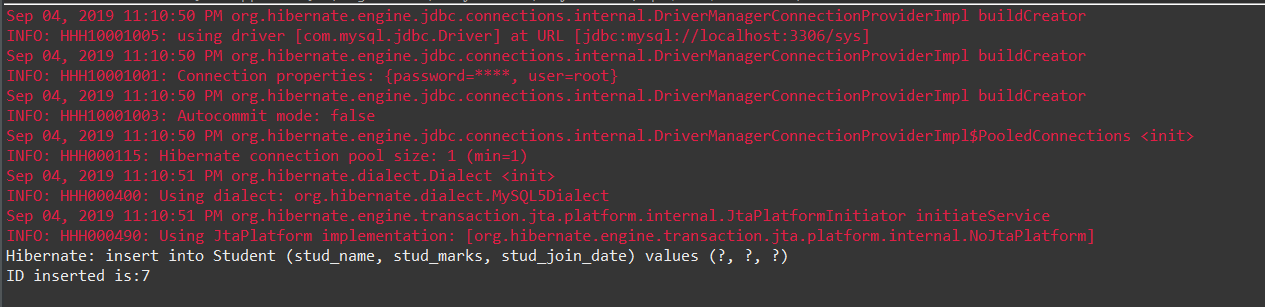 Sep 04, 2019 11:10:50 PM org.hibernate.engine.jdbc.connections.internal.DriverManagerConnectionProviderImpl buildCreator
INFO: HHH10001005: using driver [com.mysql.jdbc.Driver] at URL [jdbc:mysql://localhost:3306/sys]
Sep 04, 2019 11:10:50 PM org.hibernate.engine.jdbc.connections.internal.DriverManagerConnectionProviderImpl buildCreator
INFO: HHH10001001: Connection properties: {password=****, user=root}
Sep 04, 2019 11:10:50 PM org.hibernate.engine.jdbc.connections.internal.DriverManagerConnectionProviderImpl buildCreator
INFO: HHH10001003: Autocommit mode: false
Sep 04, 2019 11:10:50 PM org.hibernate.engine.jdbc.connections.internal.DriverManagerConnectionProviderImpl$PooledConnections <init>
INFO: HHH000115: Hibernate connection pool size: 1 (min=1)
Sep 04, 2019 11:10:51 PM org.hibernate.dialect.Dialect <init>
INFO: HHH000400: Using dialect: org.hibernate.dialect.MySQL5Dialect
Sep 04, 2019 11:10:51 PM org.hibernate.engine.transaction.jta.platform.internal.JtaPlatformInitiator initiateService
INFO: HHH000490: Using JtaPlatform implementation: [org.hibernate.engine.transaction.jta.platform.internal.NoJtaPlatform]
Hibernate: insert into Student (stud_name, stud_marks, stud_join_date) values (?, ?, ?)
ID inserted is:7